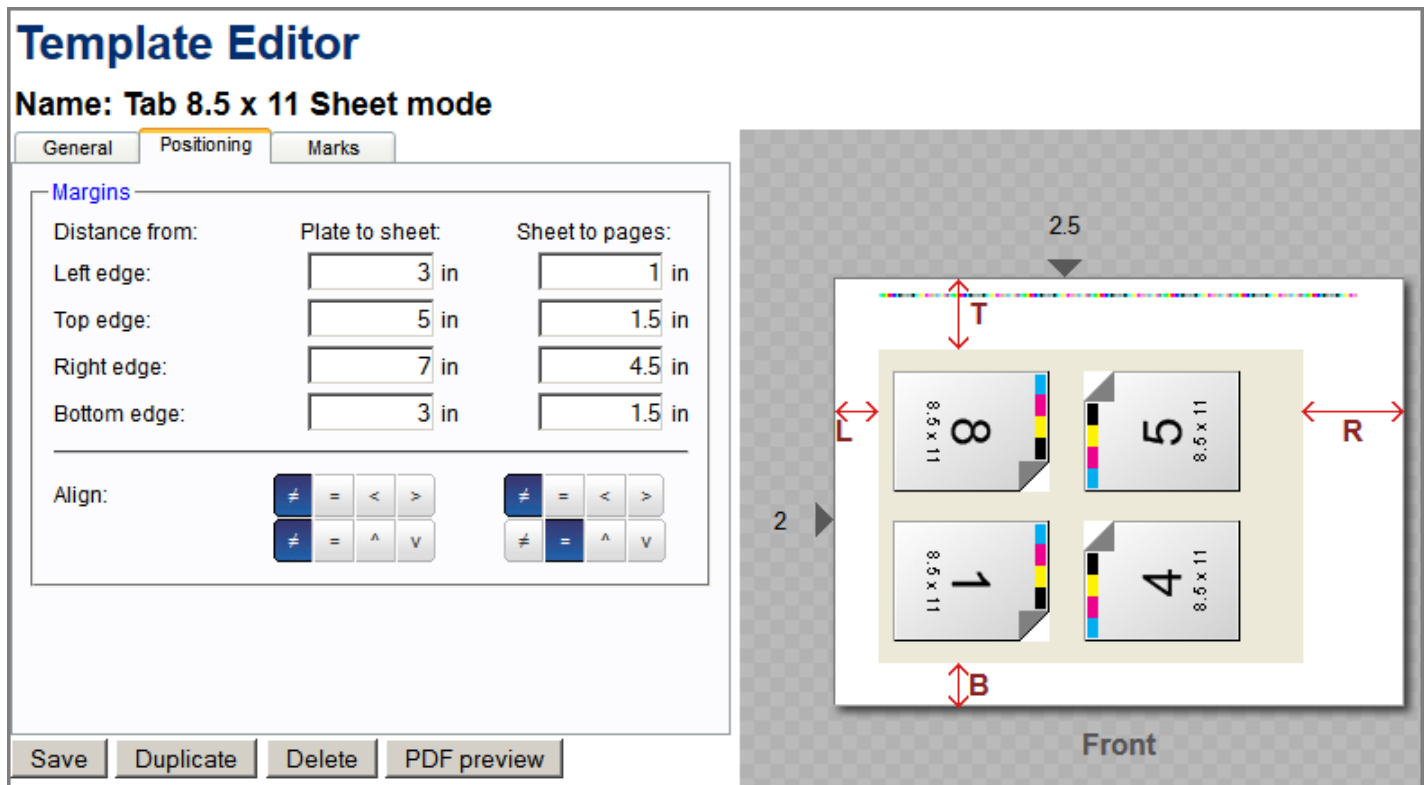 Template Editor
Name: Tab 8.5 x 11 Sheet mode
General Positioning Marks
Margins
Distance from: Plate to sheet: Sheet to pages:
Left edge: 3 in 1 in
Top edge: 5 in 1.5 in
Right edge: 7 in 4.5 in
Bottom edge: 3 in 1.5 in
Align: ≠ = < > ≠ = < >
≠ = ^ v ≠ = ^ v
Save Duplicate Delete PDF preview
2.5
T
L
R
8.5 x 11
8
5
8.5 x 11
2
8.5 x 11
1
4
8.5 x 11
B
Front